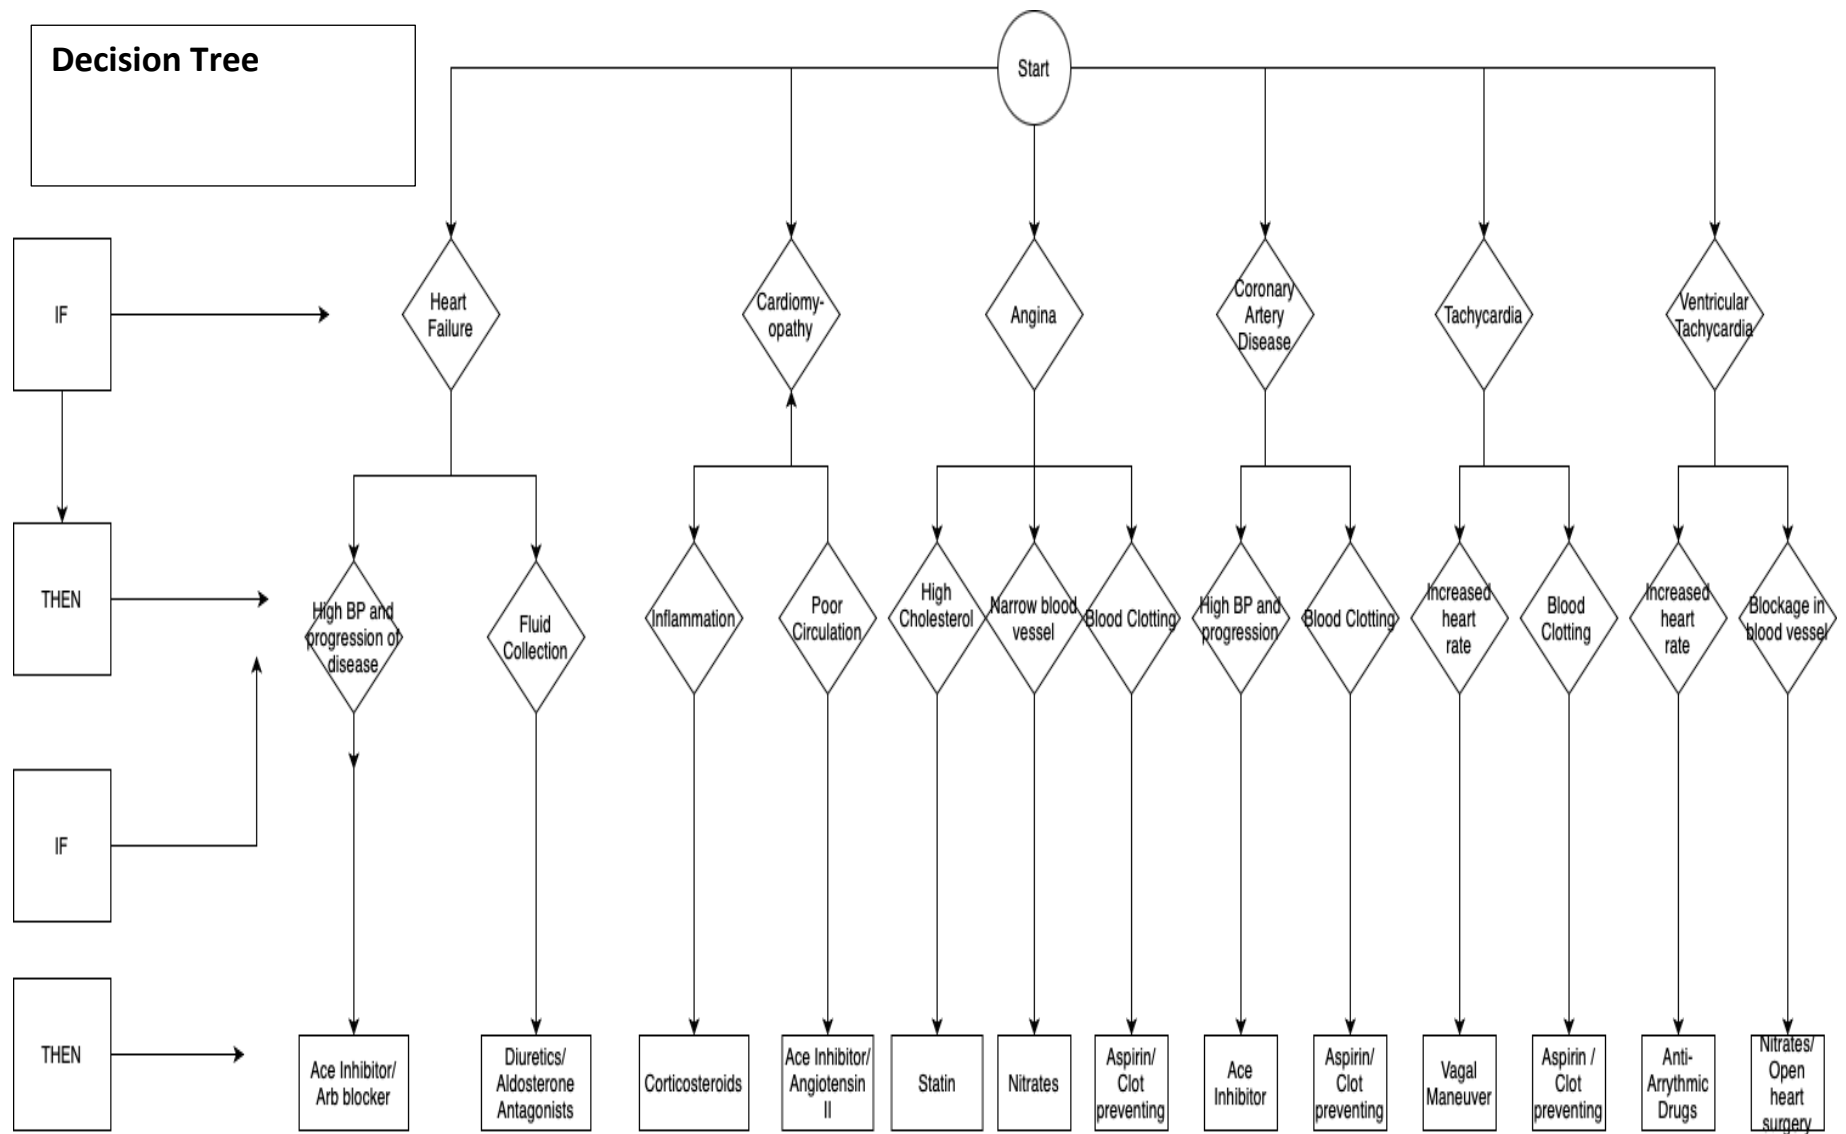 Decision Tree
Start
IF
Heart
Failure
Cardiomy-
opathy
Angina
Coronary
Artery
Disease
Tachycardia
Ventricular
Tachycardia
THEN
High BP and
progression of
disease
Fluid
Collection
Inflammation
Poor
Circulation
High
Cholesterol
Narrow blood
vessel
Blood Clotting
High BP and
progression
Blood Clotting
Increased
heart
rate
Blood
Clotting
Increased
heart
rate
Blockage in
blood vessel
IF
THEN
Ace Inhibitor/
Arb blocker
Diuretics/
Aldosterone
Antagonists
Corticosteroids
Ace Inhibitor/
Angiotensin
II
Statin
Nitrates
Aspirin/
Clot
preventing
Ace
Inhibitor
Aspirin/
Clot
preventing
Vagal
Maneuver
Aspirin /
Clot
preventing
Anti-
Arrythmic
Drugs
Nitrates/
Open
heart
surgery